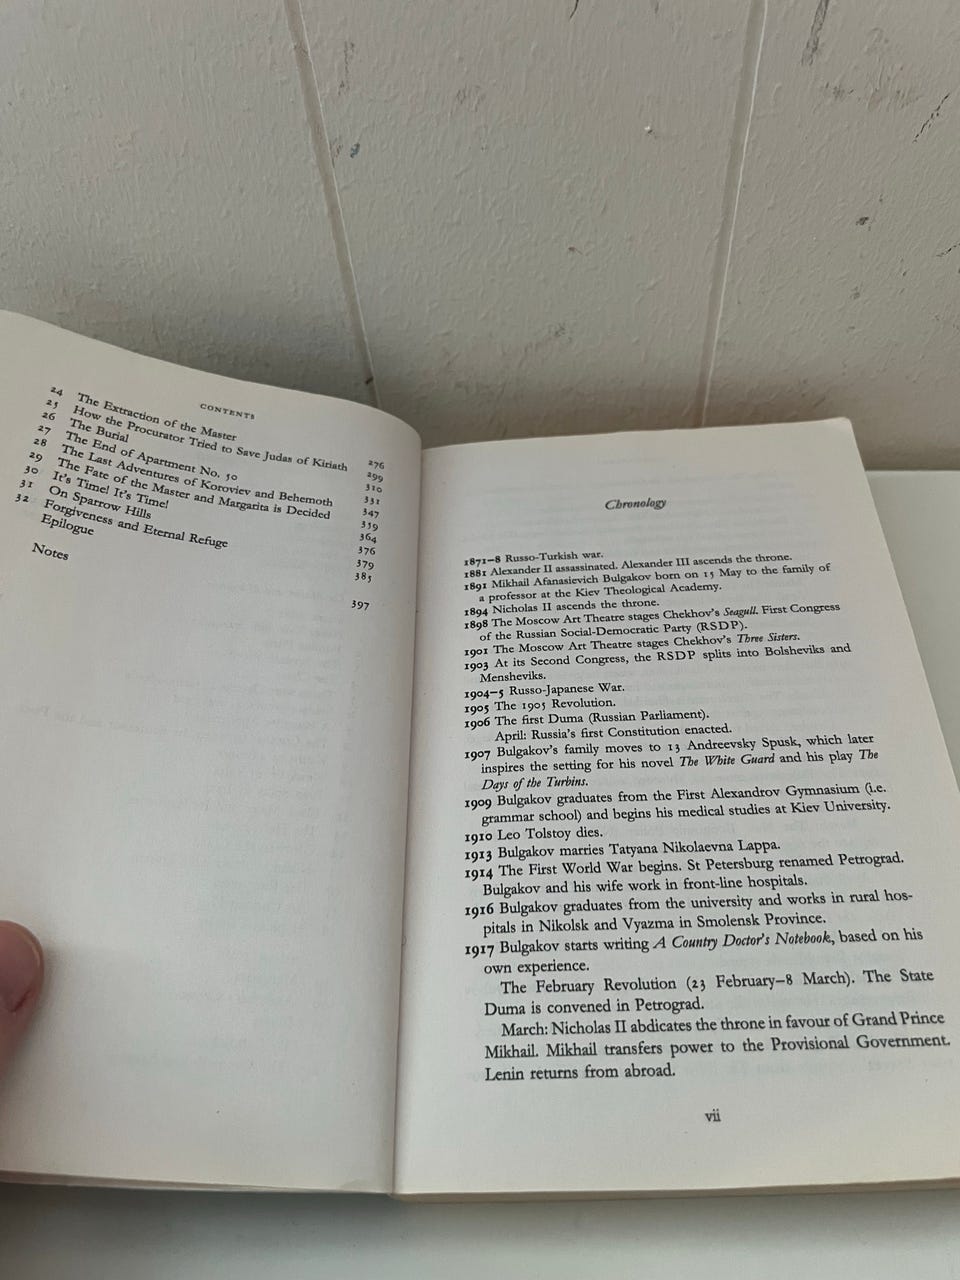 CONTENTS
24 The Extraction of the Master 276
25 How the Procurator Tried to Save Judas of Kiriath 299
26 The Burial 310
27 The End of Apartment No. 50 331
28 The Last Adventures of Koroviev and Behemoth 347
29 The Fate of the Master and Margarita is Decided 359
30 It's Time! It's Time! 364
31 On Sparrow Hills 376
32 Forgiveness and Eternal Refuge 379
Epilogue 385
Notes 397
Chronology
1871–8 Russo-Turkish war.
1881 Alexander II assassinated. Alexander III ascends the throne.
1891 Mikhail Afanasievich Bulgakov born on 15 May to the family of
a professor at the Kiev Theological Academy.
1894 Nicholas II ascends the throne.
1898 The Moscow Art Theatre stages Chekhov's Seagull. First Congress
of the Russian Social-Democratic Party (RSDP).
1901 The Moscow Art Theatre stages Chekhov's Three Sisters.
1903 At its Second Congress, the RSDP splits into Bolsheviks and
Mensheviks.
1904–5 Russo-Japanese War.
1905 The 1905 Revolution.
1906 The first Duma (Russian Parliament).
April: Russia's first Constitution enacted.
1907 Bulgakov's family moves to 13 Andreevsky Spusk, which later
inspires the setting for his novel The White Guard and his play The
Days of the Turbins.
1909 Bulgakov graduates from the First Alexandrov Gymnasium (i.e.
grammar school) and begins his medical studies at Kiev University.
1910 Leo Tolstoy dies.
1913 Bulgakov marries Tatyana Nikolaevna Lappa.
1914 The First World War begins. St Petersburg renamed Petrograd.
Bulgakov and his wife work in front-line hospitals.
1916 Bulgakov graduates from the university and works in rural hos-
pitals in Nikolsk and Vyazma in Smolensk Province.
1917 Bulgakov starts writing A Country Doctor's Notebook, based on his
own experience.
The February Revolution (23 February–8 March). The State
Duma is convened in Petrograd.
March: Nicholas II abdicates the throne in favour of Grand Prince
Mikhail. Mikhail transfers power to the Provisional Government.
Lenin returns from abroad.
vii